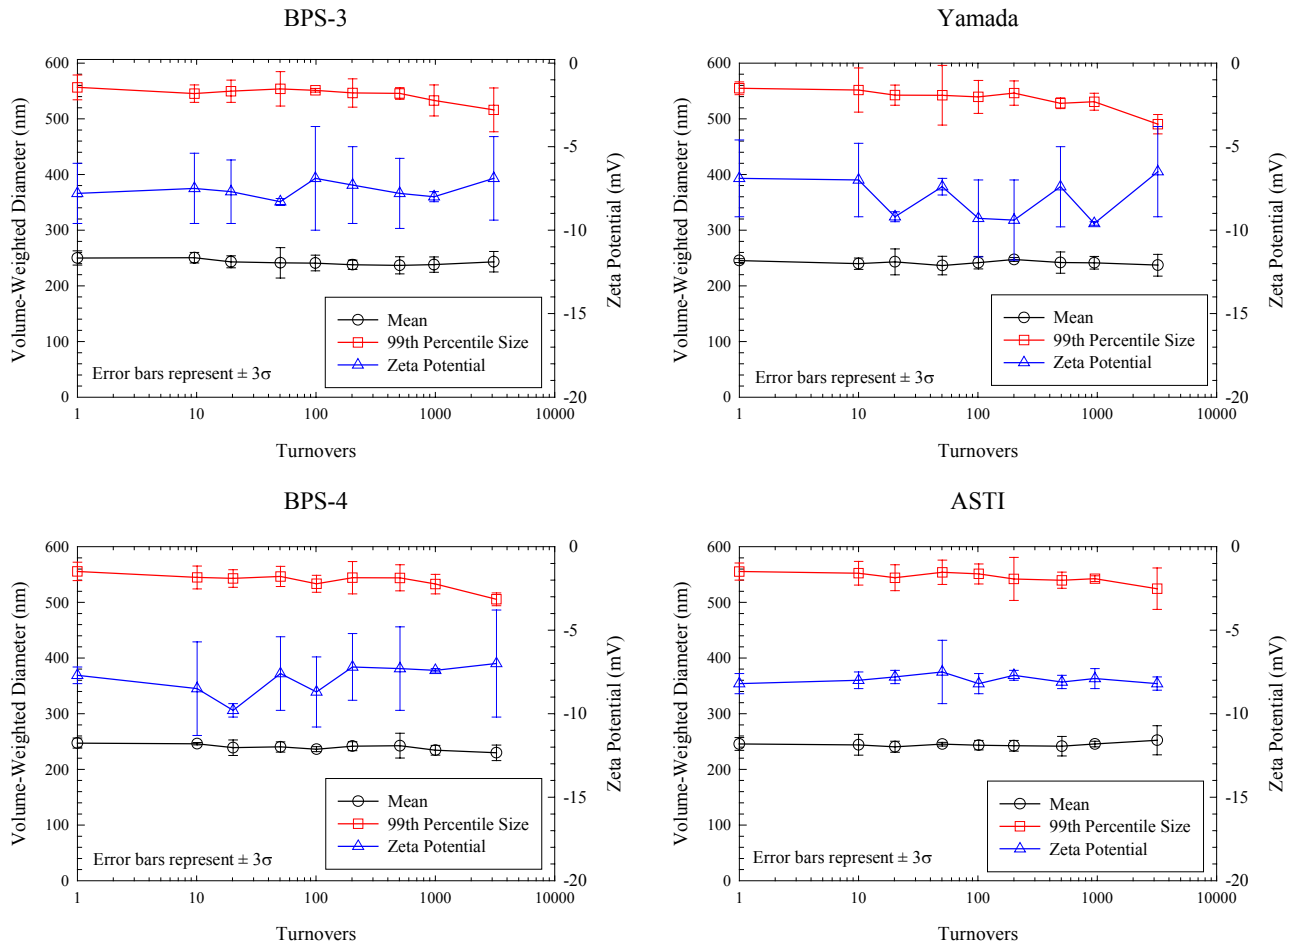 BPS-3
600
500
400
300
200
100
0
Volume-Weighted Diameter (nm)
0
-5
-10
-15
-20
Zeta Potential (mV)
Mean
99th Percentile Size
Zeta Potential
Error bars represent ± 3σ
1 10 100 1000 10000
Turnovers
Yamada
600
500
400
300
200
100
0
Volume-Weighted Diameter (nm)
0
-5
-10
-15
-20
Zeta Potential (mV)
Mean
99th Percentile Size
Zeta Potential
Error bars represent ± 3σ
1 10 100 1000 10000
Turnovers
BPS-4
600
500
400
300
200
100
0
Volume-Weighted Diameter (nm)
0
-5
-10
-15
-20
Zeta Potential (mV)
Mean
99th Percentile Size
Zeta Potential
Error bars represent ± 3σ
1 10 100 1000 10000
Turnovers
ASTI
600
500
400
300
200
100
0
Volume-Weighted Diameter (nm)
0
-5
-10
-15
-20
Zeta Potential (mV)
Mean
99th Percentile Size
Zeta Potential
Error bars represent ± 3σ
1 10 100 1000 10000
Turnovers